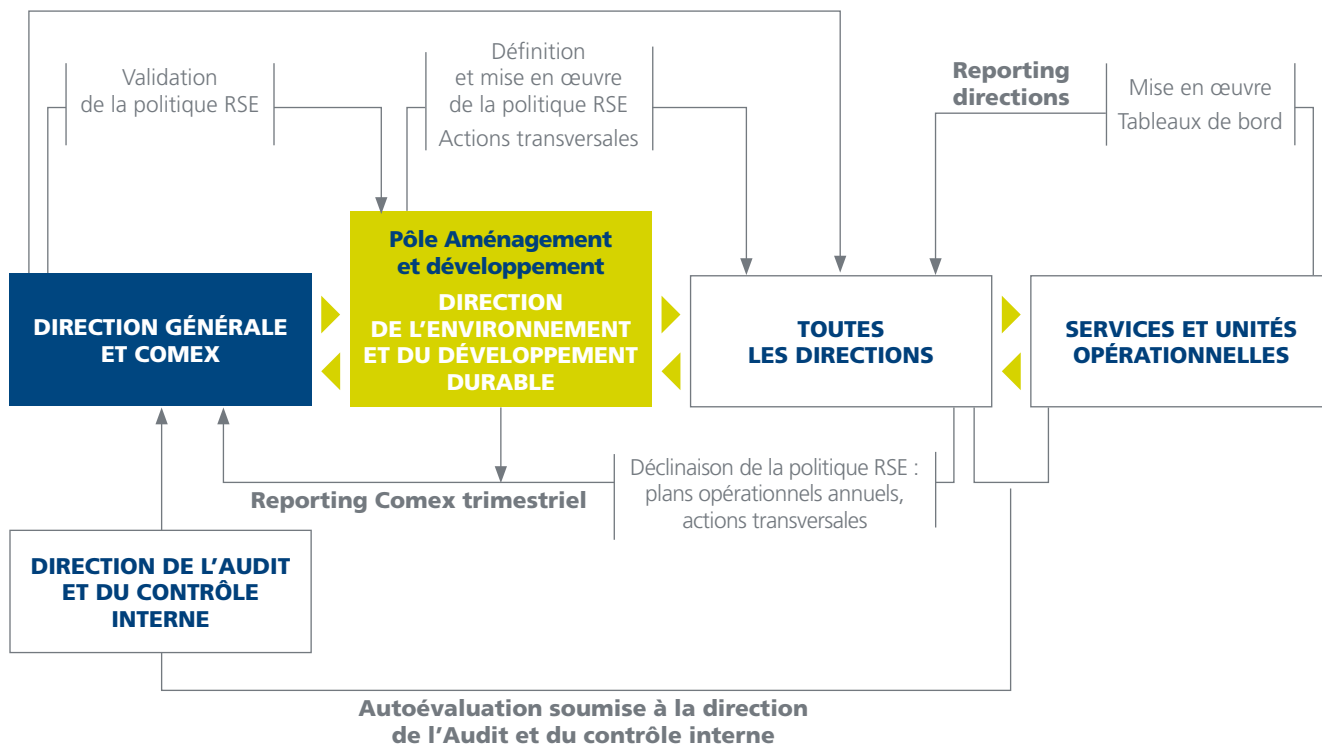 Validation
de la politique RSE
Définition
et mise en œuvre
de la politique RSE
Actions transversales
Reporting
directions
Mise en œuvre
Tableaux de bord
DIRECTION GÉNÉRALE
ET COMEX
Pôle Aménagement
et développement
DIRECTION
DE L’ENVIRONNEMENT
ET DU DÉVELOPPEMENT
DURABLE
TOUTES
LES DIRECTIONS
SERVICES ET UNITÉS
OPÉRATIONNELLES
Reporting Comex trimestriel
Déclinaison de la politique RSE :
plans opérationnels annuels,
actions transversales
DIRECTION DE L’AUDIT
ET DU CONTRÔLE
INTERNE
Autoévaluation soumise à la direction
de l’Audit et du contrôle interne